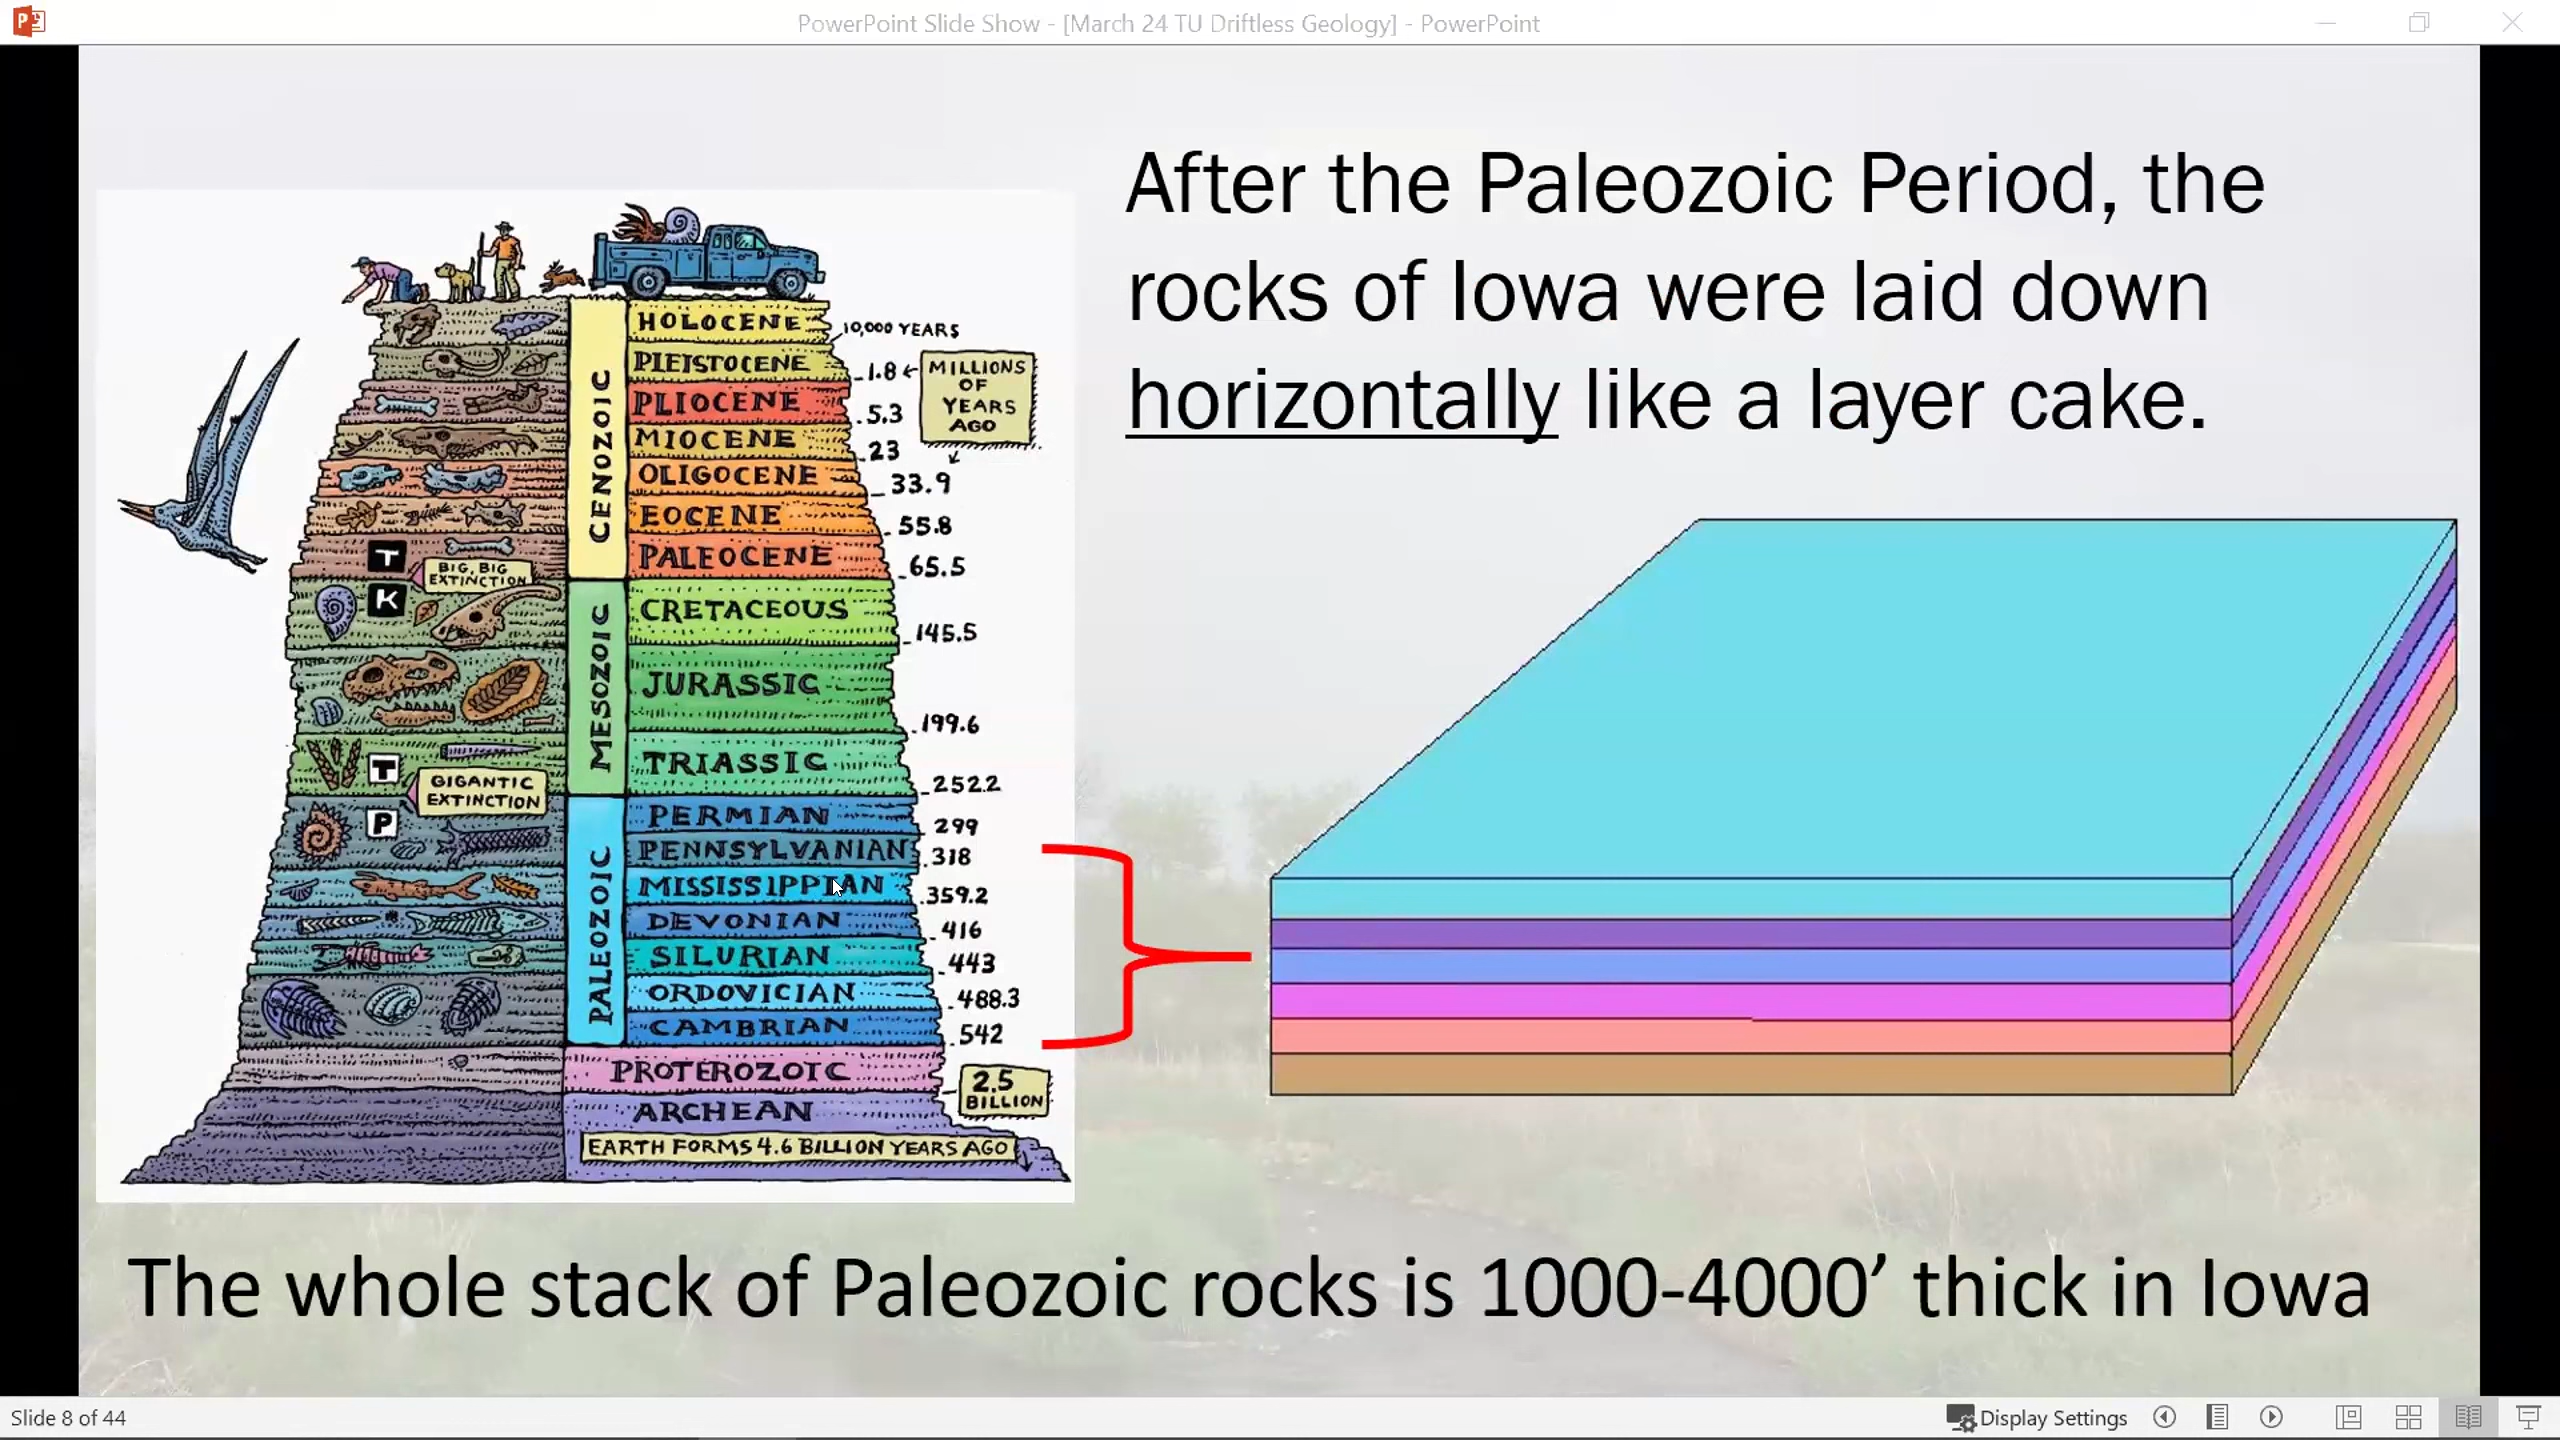 PowerPoint Slide Show - [March 24 TU Driftless Geology] - PowerPoint
After the Paleozoic Period, the
rocks of Iowa were laid down
horizontally like a layer cake.
HOLOCENE
10,000 YEARS
PLEISTOCENE
1.8
MILLIONS
OF
YEARS
AGO
PLIOCENE
5.3
MIOCENE
23
OLIGOCENE
33.9
EOCENE
55.8
PALEOCENE
65.5
CENOZOIC
T
BIG, BIG
EXTINCTION
K
CRETACEOUS
145.5
JURASSIC
199.6
TRIASSIC
252.2
MESOZOIC
T
GIGANTIC
EXTINCTION
P
PERMIAN
299
PENNSYLVANIAN
318
MISSISSIPPIAN
359.2
DEVONIAN
416
SILURIAN
443
ORDOVICIAN
488.3
CAMBRIAN
542
PALEOZOIC
PROTEROZOIC
2.5
BILLION
ARCHEAN
EARTH FORMS 4.6 BILLION YEARS AGO
The whole stack of Paleozoic rocks is 1000-4000’ thick in Iowa
Slide 8 of 44
Display Settings